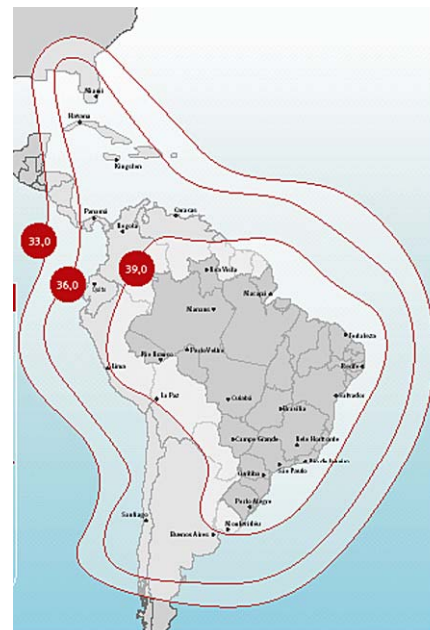 Miami
Havana
Kingston
Panamá
Caracas
Bogotá
33,0
39,0
36,0
Quito
Boa Vista
Macapá
Manaus
Fortaleza
Rio Branco
Porto Velho
Recife
Lima
La Paz
Cuiabá
Salvador
Brasília
Campo Grande
Belo Horizonte
Rio de Janeiro
São Paulo
Curitiba
Porto Alegre
Santiago
Montevidéu
Buenos Aires